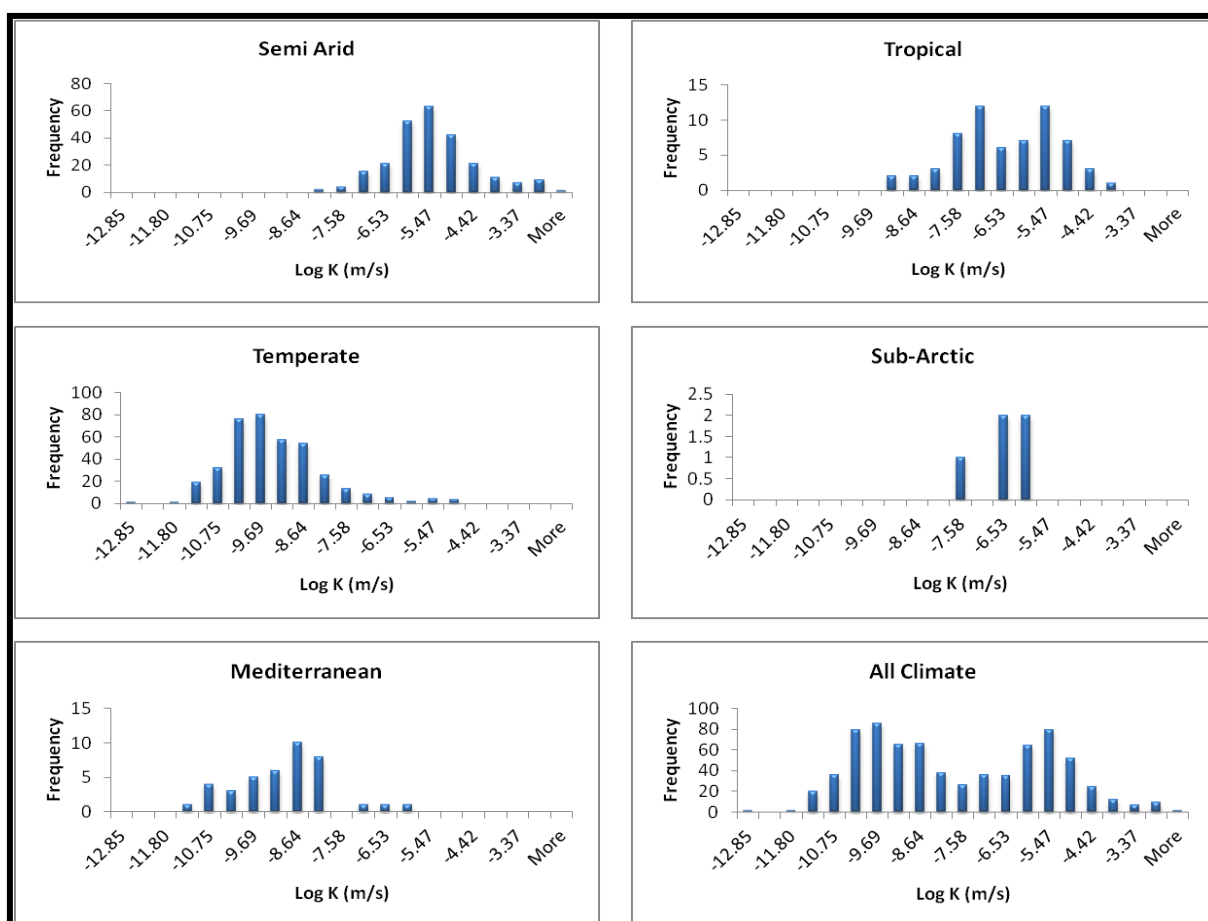 Semi Arid
Frequency
80
60
40
20
0
-12.85 -11.80 -10.75 -9.69 -8.64 -7.58 -6.53 -5.47 -4.42 -3.37 More
Log K (m/s)
Tropical
Frequency
15
10
5
0
-12.85 -11.80 -10.75 -9.69 -8.64 -7.58 -6.53 -5.47 -4.42 -3.37 More
Log K (m/s)
Temperate
Frequency
100
80
60
40
20
0
-12.85 -11.80 -10.75 -9.69 -8.64 -7.58 -6.53 -5.47 -4.42 -3.37 More
Log K (m/s)
Sub-Arctic
Frequency
2.5
2
1.5
1
0.5
0
-12.85 -11.80 -10.75 -9.69 -8.64 -7.58 -6.53 -5.47 -4.42 -3.37 More
Log K (m/s)
Mediterranean
Frequency
15
10
5
0
-12.85 -11.80 -10.75 -9.69 -8.64 -7.58 -6.53 -5.47 -4.42 -3.37 More
Log K (m/s)
All Climate
Frequency
100
80
60
40
20
0
-12.85 -11.80 -10.75 -9.69 -8.64 -7.58 -6.53 -5.47 -4.42 -3.37 More
Log K (m/s)